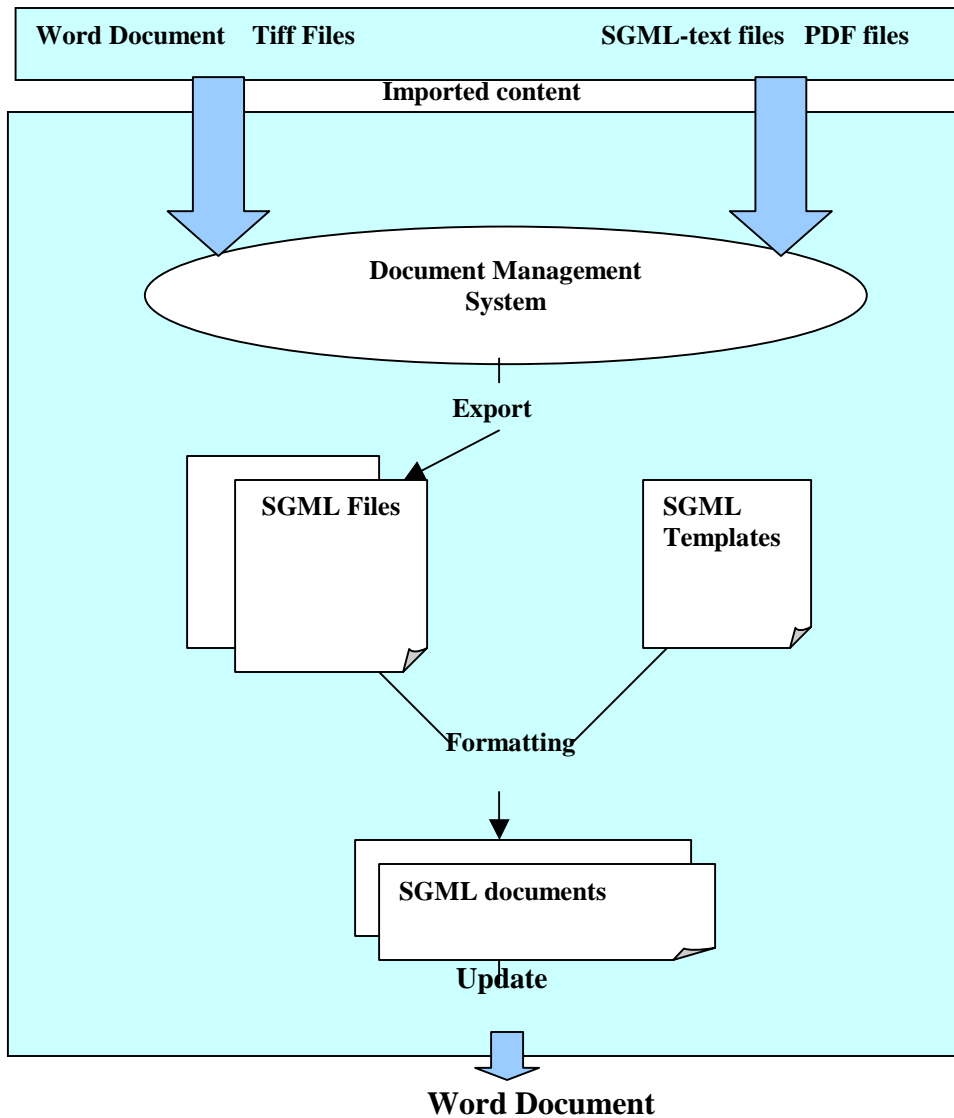 Word Document Tiff Files SGML-text files PDF files
Imported content
Document Management
System
Export
SGML Files
SGML
Templates
Formatting
SGML documents
Update
Word Document